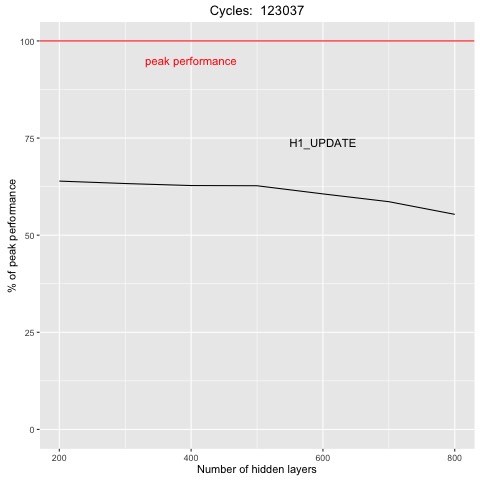 Cycles:  123037
100
peak performance
75
H1_UPDATE
50
25
0
% of peak performance
200
400
600
800
Number of hidden layers